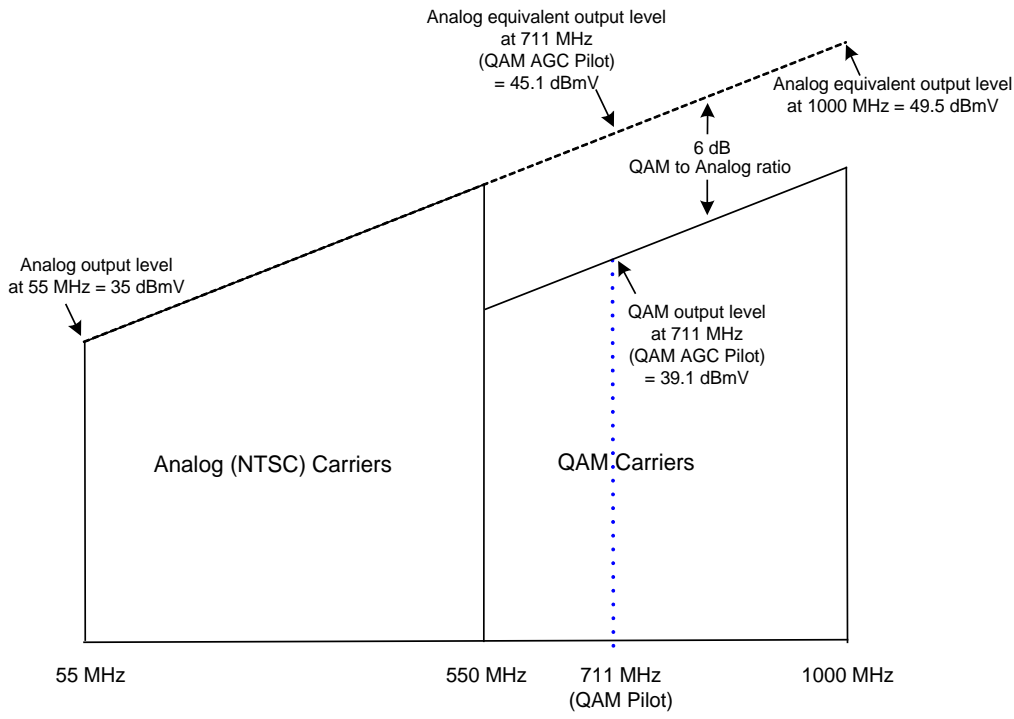 Analog equivalent output level
at 711 MHz
(QAM AGC Pilot)
= 45.1 dBmV
Analog equivalent output level
at 1000 MHz = 49.5 dBmV
6 dB
QAM to Analog ratio
Analog output level
at 55 MHz = 35 dBmV
QAM output level
at 711 MHz
(QAM AGC Pilot)
= 39.1 dBmV
Analog (NTSC) Carriers
QAM Carriers
55 MHz
550 MHz
711 MHz
(QAM Pilot)
1000 MHz